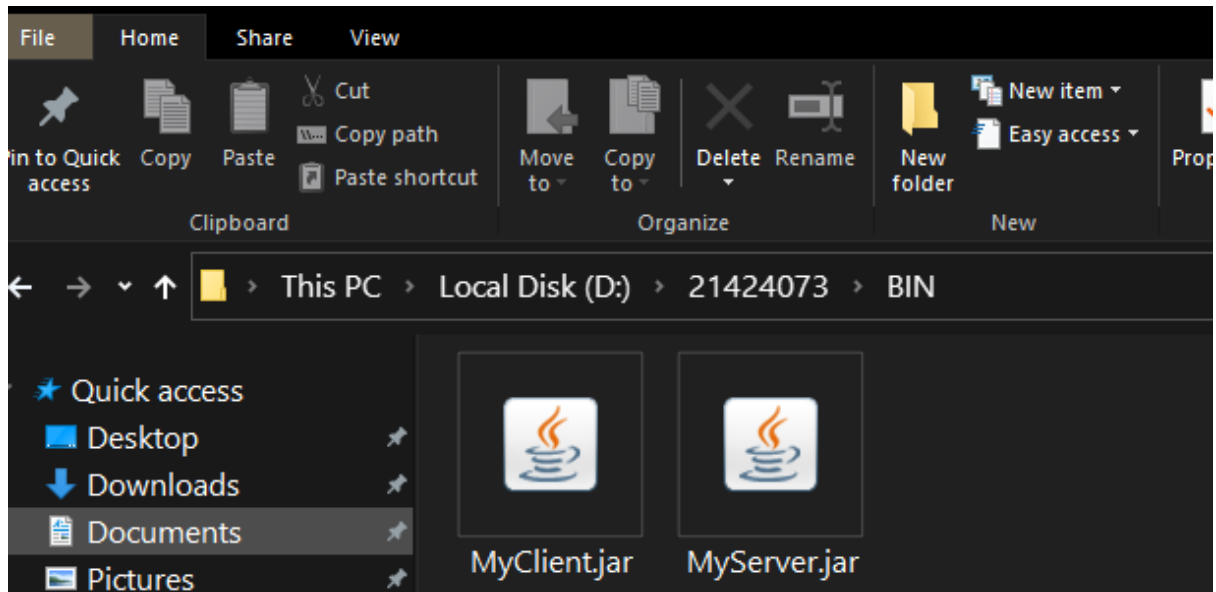 File Home Share View
Pin to Quick access
Copy
Paste
Cut
Copy path
Paste shortcut
Clipboard
Move to
Copy to
Delete
Rename
Organize
New folder
New item
Easy access
New
This PC > Local Disk (D:) > 21424073 > BIN
Quick access
Desktop
Downloads
Documents
Pictures
MyClient.jar
MyServer.jar